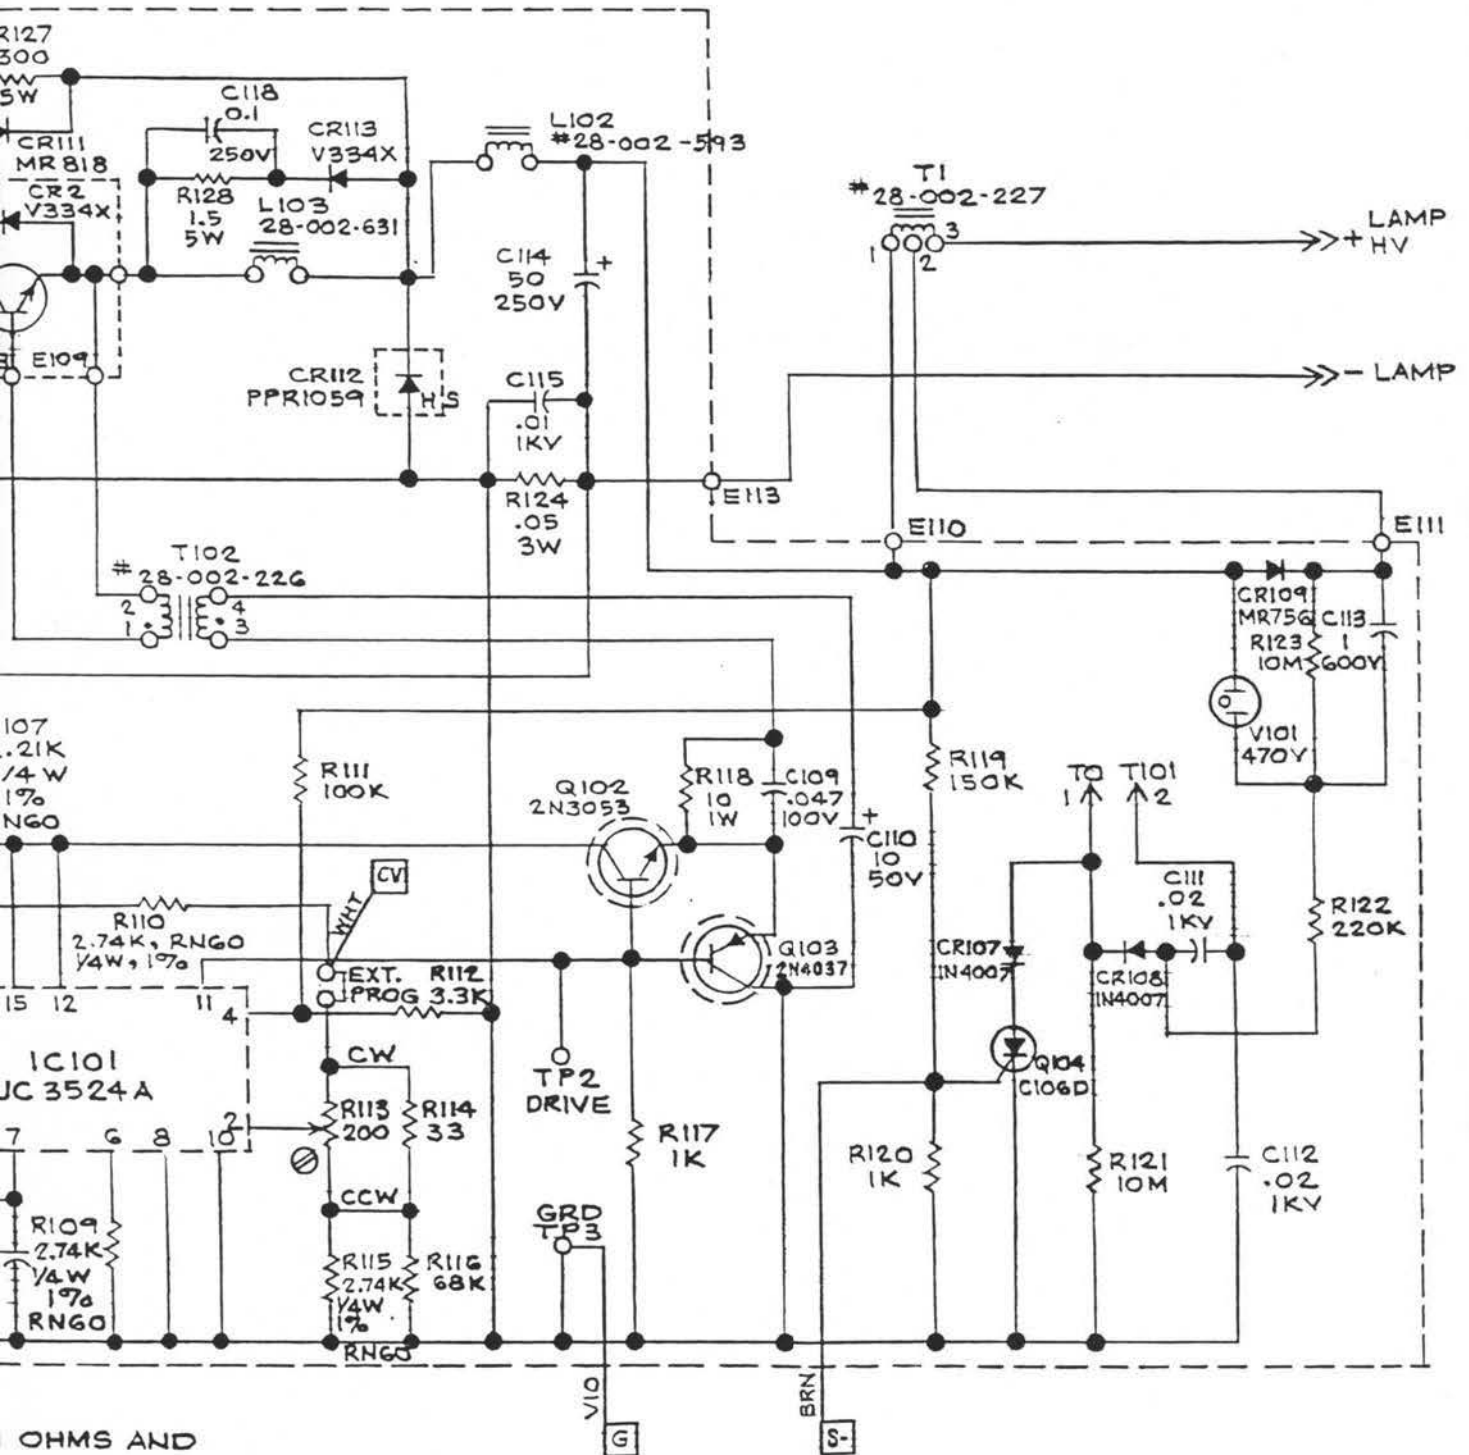 R127
300
5W
CR111
MR818
CR2
V334X
C118
0.1
250V
CR113
V334X
R128
1.5
5W
L103
28-002-631
L102
#28-002-593
C114
50
250V
+
T1
#28-002-227
1
2
3
+ LAMP
HV
- LAMP
E109
CR112
PPR1059
HS
C115
.01
1KV
R124
.05
3W
E113
E110
E111
T102
#28-002-226
2
1
4
3
CR109
MR756
R123
10M
C113
1
600V
V101
470V
107
.21K
1/4 W
1%
RN60
R111
100K
Q102
2N3053
R118
10
1W
C109
.047
100V
+
C110
10
50V
R119
150K
TO T101
1 2
CV
WHT
R110
2.74K, RN60
1/4W, 1%
EXT.
PROG
R112
3.3K
Q103
2N4037
CR107
1N4007
C111
.02
1KV
CR108
1N4007
R122
220K
15 12 11
4
IC101
UC 3524A
2
7 6 8 10
CW
R113
200
R114
33
CCW
TP2
DRIVE
R117
1K
Q104
C106D
R120
1K
R121
10M
C112
.02
1KV
R109
2.74K
1/4W
1%
RN60
R115
2.74K
1/4W
1%
RN60
R116
68K
GRD
TP3
VIO
G
BRN
S-
OHMS AND